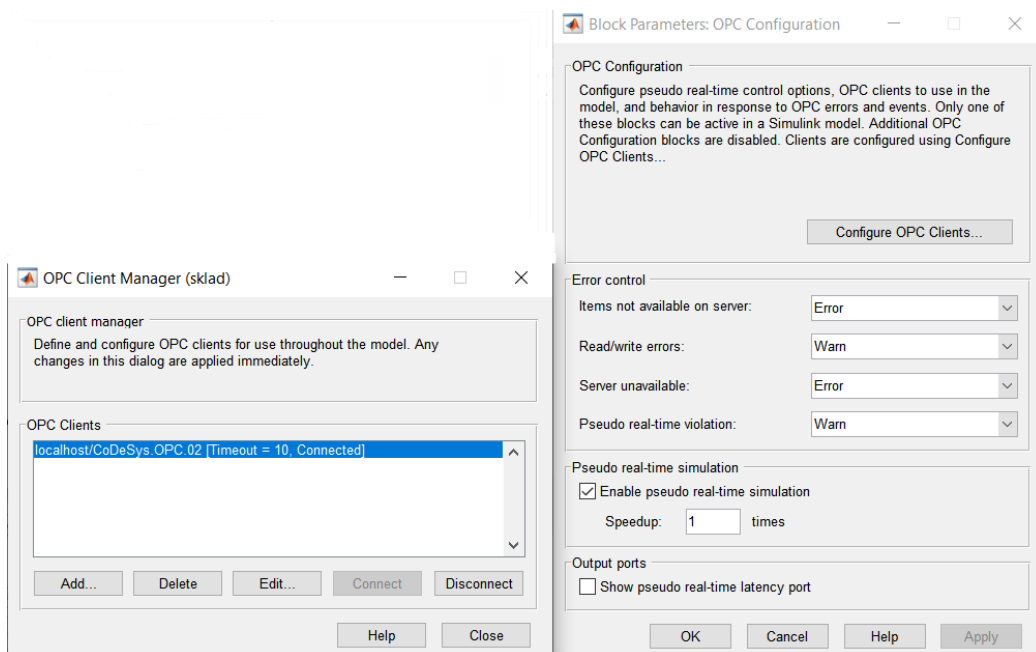 Block Parameters: OPC Configuration
OPC Configuration
Configure pseudo real-time control options, OPC clients to use in the
model, and behavior in response to OPC errors and events. Only one of
these blocks can be active in a Simulink model. Additional OPC
Configuration blocks are disabled. Clients are configured using Configure
OPC Clients...
Configure OPC Clients...
Error control
Items not available on server: Error
Read/write errors: Warn
Server unavailable: Error
Pseudo real-time violation: Warn
Pseudo real-time simulation
Enable pseudo real-time simulation
Speedup: 1 times
Output ports
Show pseudo real-time latency port
OK Cancel Help Apply
OPC Client Manager (sklad)
OPC client manager
Define and configure OPC clients for use throughout the model. Any
changes in this dialog are applied immediately.
OPC Clients
localhost/CoDeSys.OPC.02 [Timeout = 10, Connected]
Add... Delete Edit... Connect Disconnect
Help Close